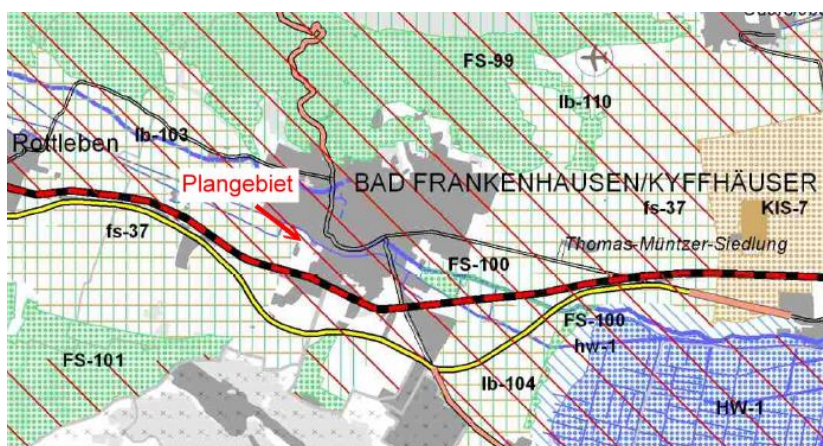 FS-99
lb-110
lb-103
Rottleben
Plangebiet
BAD FRANKENHAUSEN/KYFFHÄUSER
fs-37
KIS-7
fs-37
Thomas-Müntzer-Siedlung
FS-100
FS-100
hw-1
FS-101
lb-104
HW-1